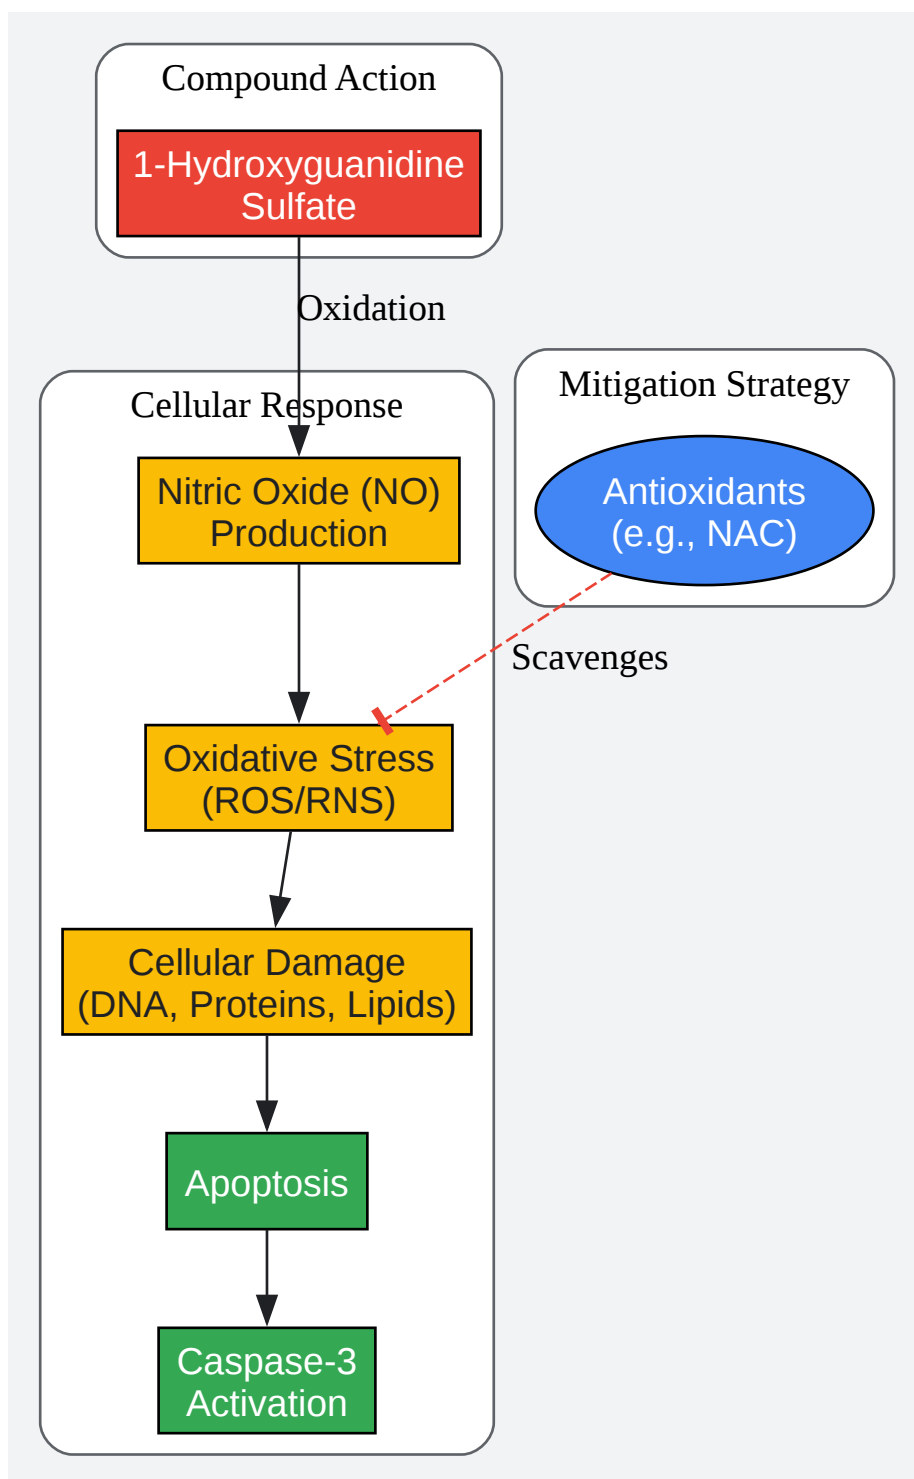 Compound Action
1-Hydroxyguanidine
Sulfate
Oxidation
Cellular Response
Nitric Oxide (NO)
Production
Mitigation Strategy
Antioxidants
(e.g., NAC)
Scavenges
Oxidative Stress
(ROS/RNS)
Cellular Damage
(DNA, Proteins, Lipids)
Apoptosis
Caspase-3
Activation